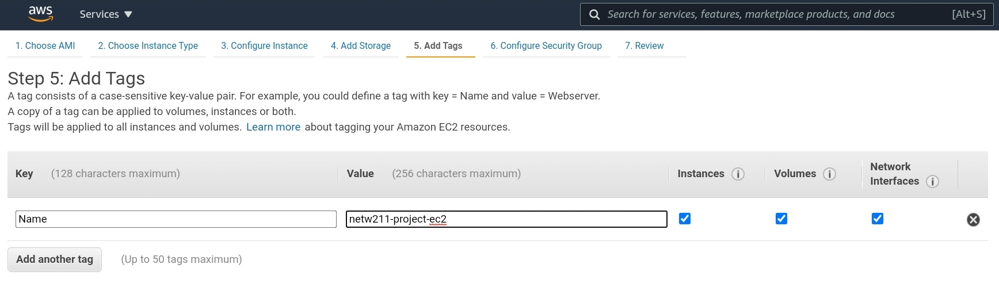 aws Services Search for services, features, marketplace products, and docs [Alt+S]
1. Choose AMI 2. Choose Instance Type 3. Configure Instance 4. Add Storage 5. Add Tags 6. Configure Security Group 7. Review
Step 5: Add Tags
A tag consists of a case-sensitive key-value pair. For example, you could define a tag with key = Name and value = Webserver.
A copy of a tag can be applied to volumes, instances or both.
Tags will be applied to all instances and volumes. Learn more about tagging your Amazon EC2 resources.
Key (128 characters maximum) Value (256 characters maximum) Instances i Volumes i Network Interfaces i
Name netw211-project-ec2
Add another tag (Up to 50 tags maximum)